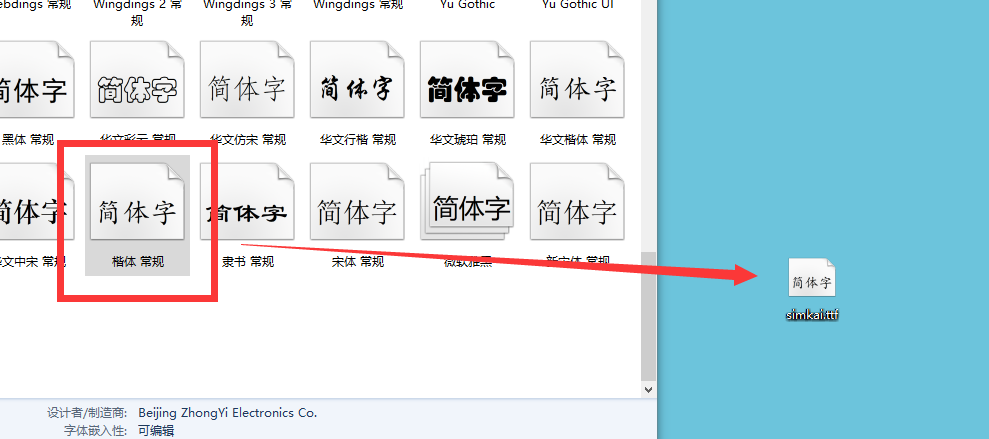 ebdings 常规
Wingdings 2 常
规
Wingdings 3 常
规
Wingdings 常规
Yu Gothic
Yu Gothic UI
简体字
简体字
简体字
简体字
简体字
简体字
黑体 常规
华文彩云 常规
华文仿宋 常规
华文行楷 常规
华文琥珀 常规
华文楷体 常规
简体字
简体字
简体字
简体字
简体字
简体字
文中宋 常规
楷体 常规
隶书 常规
宋体 常规
微软雅黑
新宋体 常规
简体字
simkai.ttf
设计者/制造商: Beijing ZhongYi Electronics Co.
字体嵌入性: 可编辑